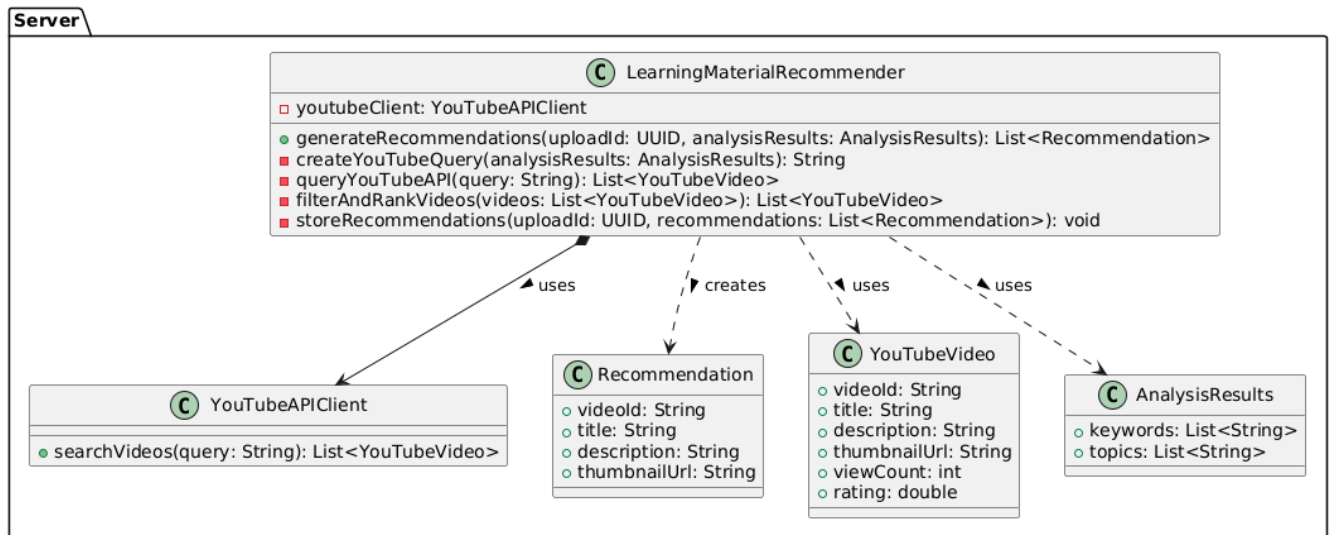 Server
C LearningMaterialRecommender
youtubeClient: YouTubeAPIClient
generateRecommendations(uploadId: UUID, analysisResults: AnalysisResults): List<Recommendation>
createYouTubeQuery(analysisResults: AnalysisResults): String
queryYouTubeAPI(query: String): List<YouTubeVideo>
filterAndRankVideos(videos: List<YouTubeVideo>): List<YouTubeVideo>
storeRecommendations(uploadId: UUID, recommendations: List<Recommendation>): void
uses
creates
uses
uses
C YouTubeAPIClient
searchVideos(query: String): List<YouTubeVideo>
C Recommendation
videoId: String
title: String
description: String
thumbnailUrl: String
C YouTubeVideo
videoId: String
title: String
description: String
thumbnailUrl: String
viewCount: int
rating: double
C AnalysisResults
keywords: List<String>
topics: List<String>